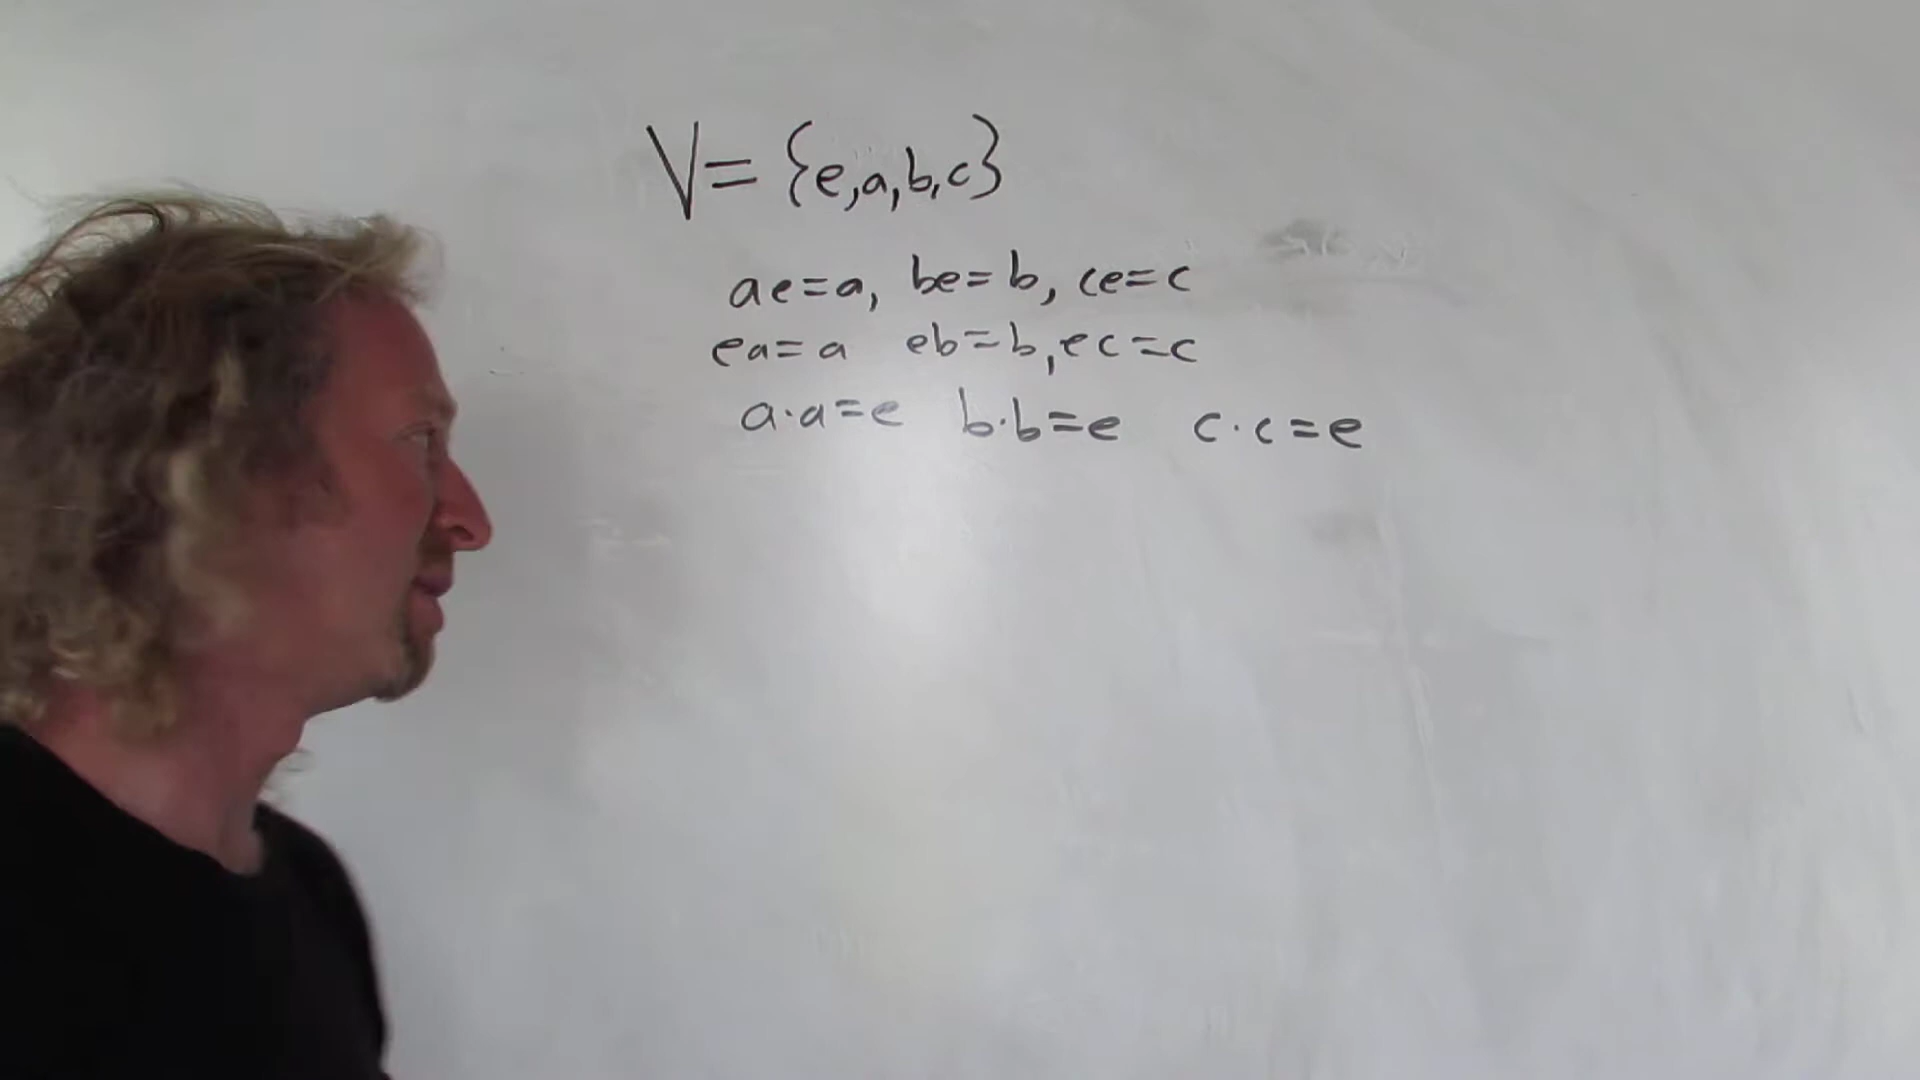 V = {e,a,b,c}
ae=a, be=b, ce=c
ea=a eb=b, ec=c
a·a=e b·b=e c·c=e